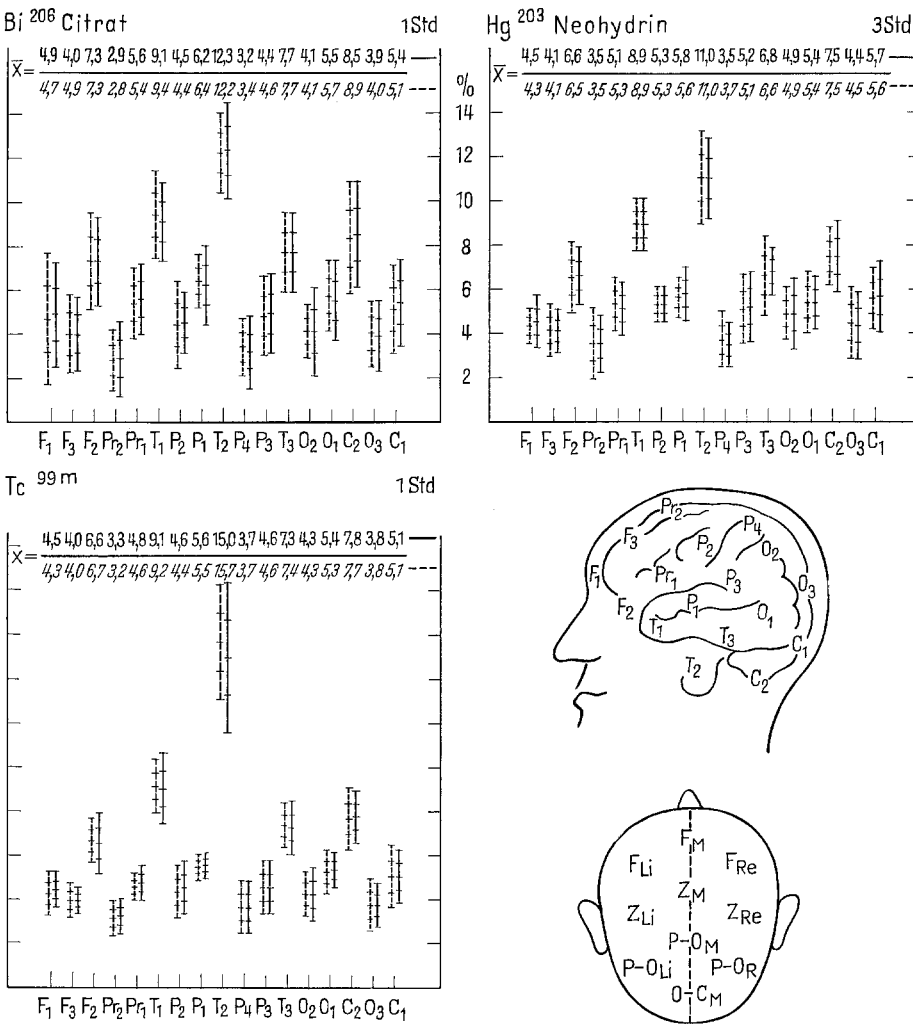 Bi 206 Citrat 1 Std
4,9 4,0 7,3 2,9 5,6 9,1 4,5 6,2 12,3 3,2 4,4 7,7 4,1 5,5 8,5 3,9 5,4
X̄ =
4,7 4,9 7,3 2,8 5,4 9,4 4,4 6,4 12,2 3,4 4,6 7,7 4,1 5,7 8,9 4,0 5,1
F1 F3 F2 Pr2 Pr1 T1 P2 P1 T2 P4 P3 T3 O2 O1 C2 O3 C1
Hg 203 Neohydrin 3 Std
4,5 4,1 6,6 3,5 5,1 8,9 5,3 5,8 11,0 3,5 5,2 6,8 4,9 5,4 7,5 4,4 5,7
X̄ =
4,3 4,1 6,5 3,5 5,3 8,9 5,3 5,6 11,0 3,7 5,1 6,6 4,9 5,4 7,5 4,5 5,6
%
14
12
10
8
6
4
2
F1 F3 F2 Pr2 Pr1 T1 P2 P1 T2 P4 P3 T3 O2 O1 C2 O3 C1
Tc 99m 1 Std
4,5 4,0 6,6 3,3 4,8 9,1 4,6 5,6 15,0 3,7 4,6 7,3 4,3 5,4 7,8 3,8 5,1
X̄ =
4,3 4,0 6,7 3,2 4,6 9,2 4,4 5,5 15,7 3,7 4,6 7,4 4,3 5,3 7,7 3,8 5,1
F1 F3 F2 Pr2 Pr1 T1 P2 P1 T2 P4 P3 T3 O2 O1 C2 O3 C1
Pr2
F3 P2 P4 O2
F1 Pr1 P3 O3
F2 P1 O1
T1 T3 C1
T2 C2
FM
FLi FRe
ZM
ZLi ZRe
P-OM
P-OLi P-OR
O-CM